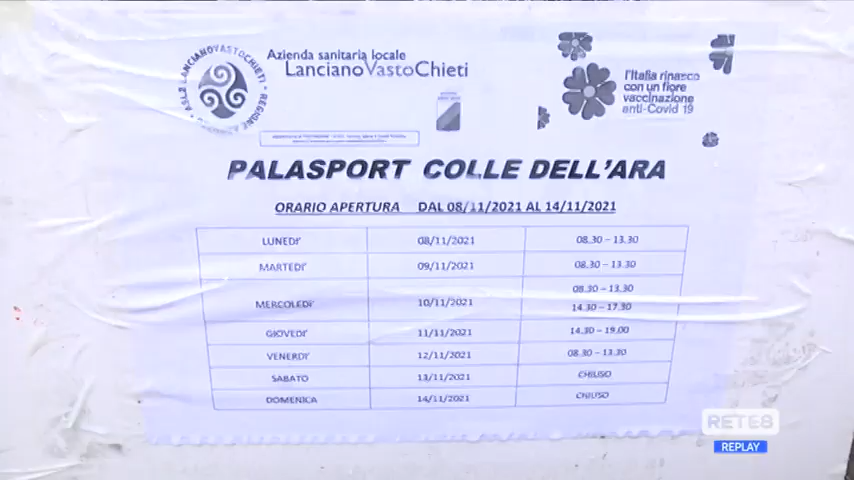 ASL2 LANCIANOVASTOCHIETI - REGIONE
Azienda sanitaria locale
LancianoVastoChieti
l'Italia rinasce
con un fiore
vaccinazione
anti-Covid 19
PALASPORT COLLE DELL'ARA
ORARIO APERTURA DAL 08/11/2021 AL 14/11/2021
LUNEDI' 08/11/2021 08.30 – 13.30
MARTEDI' 09/11/2021 08.30 – 13.30
MERCOLEDI' 10/11/2021 08.30 – 13.30
14.30 – 17.30
GIOVEDI' 11/11/2021 14.30 – 19.00
VENERDI' 12/11/2021 08.30 – 13.30
SABATO 13/11/2021 CHIUSO
DOMENICA 14/11/2021 CHIUSO
RETE8
REPLAY